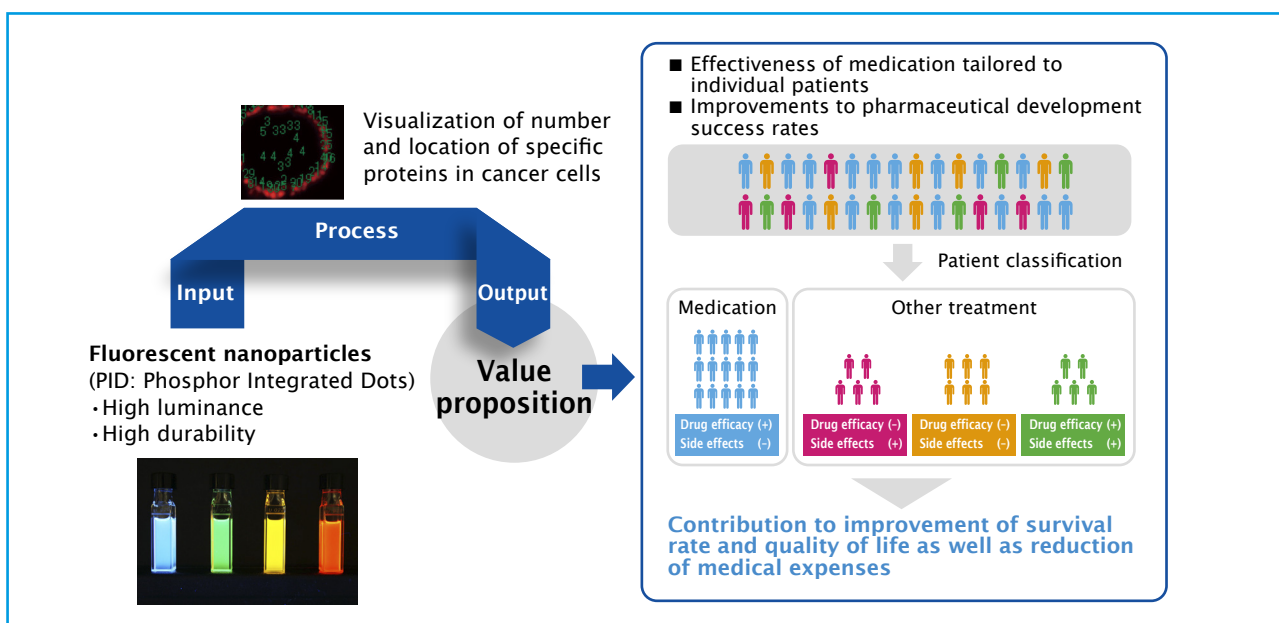 Visualization of number
and location of specific
proteins in cancer cells
Process
Input
Output
Fluorescent nanoparticles
(PID: Phosphor Integrated Dots)
・High luminance
・High durability
Value
proposition
■ Effectiveness of medication tailored to
individual patients
■ Improvements to pharmaceutical development
success rates
Patient classification
Medication
Drug efficacy (+)
Side effects (–)
Other treatment
Drug efficacy (–)
Side effects (+)
Drug efficacy (–)
Side effects (–)
Drug efficacy (+)
Side effects (+)
Contribution to improvement of survival
rate and quality of life as well as reduction
of medical expenses